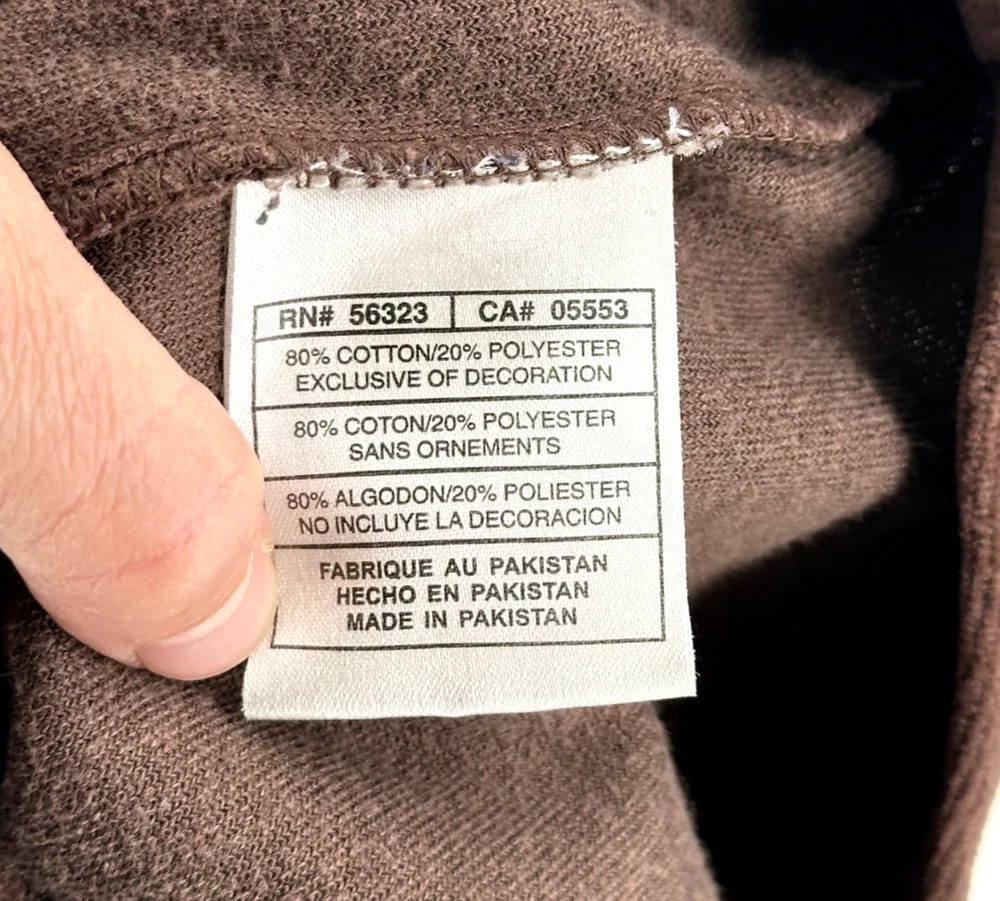 RN# 56323 CA# 05553
80% COTTON/20% POLYESTER
EXCLUSIVE OF DECORATION
80% COTON/20% POLYESTER
SANS ORNEMENTS
80% ALGODON/20% POLIESTER
NO INCLUYE LA DECORACION
FABRIQUE AU PAKISTAN
HECHO EN PAKISTAN
MADE IN PAKISTAN